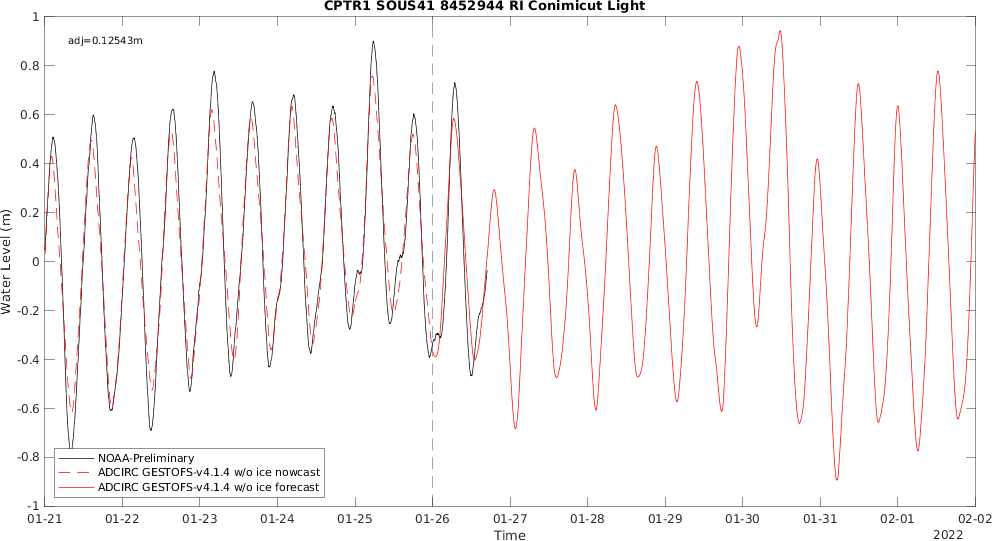 CPTR1 SOUS41 8452944 RI Conimicut Light
adj=0.12543m
Water Level (m)
1
0.8
0.6
0.4
0.2
0
-0.2
-0.4
-0.6
-0.8
-1
NOAA-Preliminary
ADCIRC GESTOFS-v4.1.4 w/o ice nowcast
ADCIRC GESTOFS-v4.1.4 w/o ice forecast
01-21 01-22 01-23 01-24 01-25 01-26 01-27 01-28 01-29 01-30 01-31 02-01 02-02
Time
2022